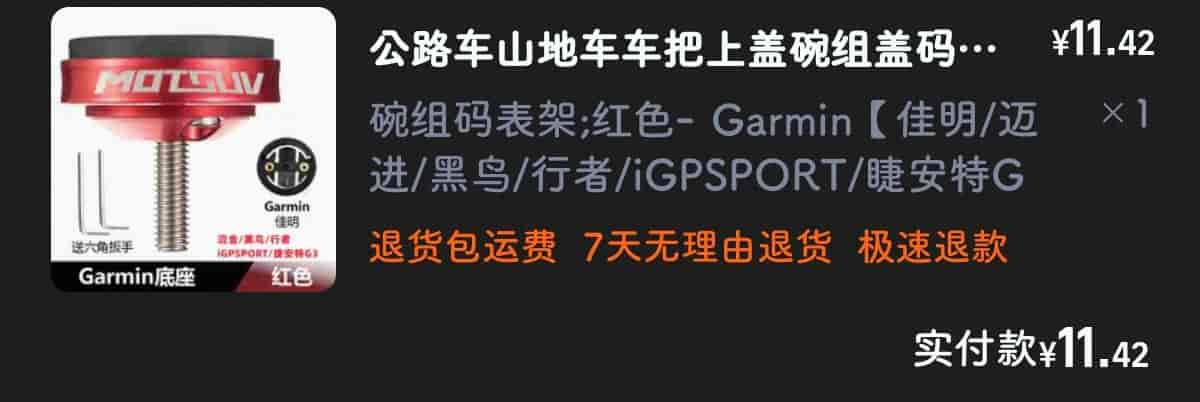 MOTSUV
Garmin
佳明
送六角扳手
迈金/黑鸟/行者
iGPSPORT/捷安特G3
Garmin底座
红色
公路车山地车车把上盖碗组盖码…
¥11.42
碗组码表架;红色- Garmin【佳明/迈
×1
进/黑鸟/行者/iGPSPORT/睫安特G
退货包运费 7天无理由退货 极速退款
实付款¥11.42